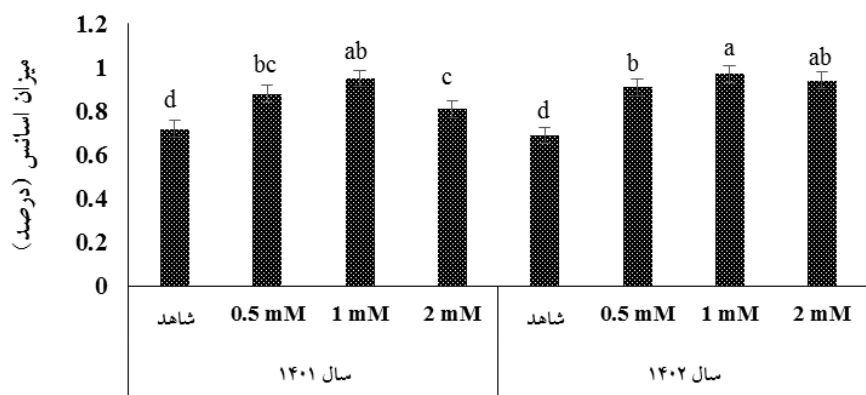 میزان اسانس (درصد)
1.2
1
0.8
0.6
0.4
0.2
0
d
bc
ab
c
d
b
a
ab
شاهد
0.5 mM
1 mM
2 mM
شاهد
0.5 mM
1 mM
2 mM
سال ۱۴۰۱
سال ۱۴۰۲